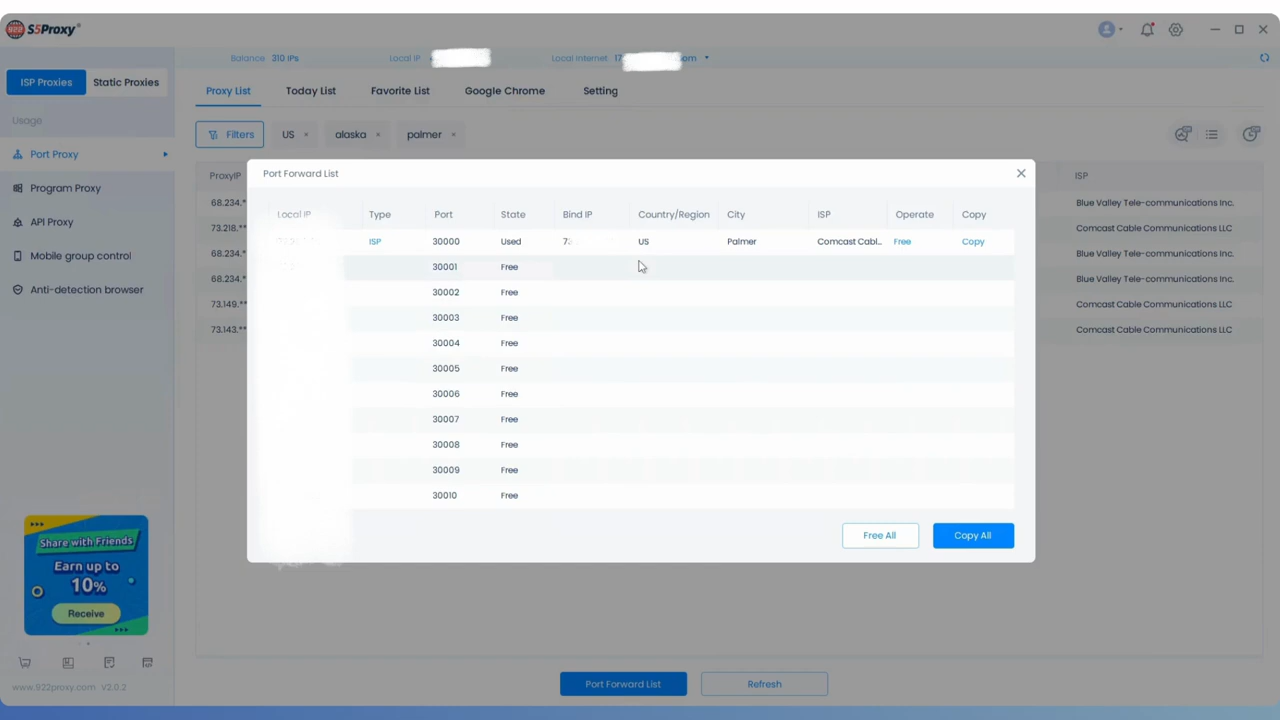 922 S5Proxy®
Balance 310 IPs
Local IP
Local Internet 17 om
ISP Proxies
Static Proxies
Proxy List
Today List
Favorite List
Google Chrome
Setting
Usage
Filters
US ×
alaska ×
palmer ×
Port Proxy
Program Proxy
API Proxy
Mobile group control
Anti-detection browser
ProxyIP
ISP
68.234.*
Blue Valley Tele-communications Inc.
73.218.*
Comcast Cable Communications LLC
68.234.*
Blue Valley Tele-communications Inc.
68.234.*
Blue Valley Tele-communications Inc.
73.149.**
Comcast Cable Communications LLC
73.143.**
Comcast Cable Communications LLC
Port Forward List
Local IP Type Port State Bind IP Country/Region City ISP Operate Copy
ISP 30000 Used 7 US Palmer Comcast Cabl... Free Copy
30001 Free
30002 Free
30003 Free
30004 Free
30005 Free
30006 Free
30007 Free
30008 Free
30009 Free
30010 Free
Free All
Copy All
Share with Friends
Earn up to
10%
Receive
www.922proxy.com v2.0.2
Port Forward List
Refresh